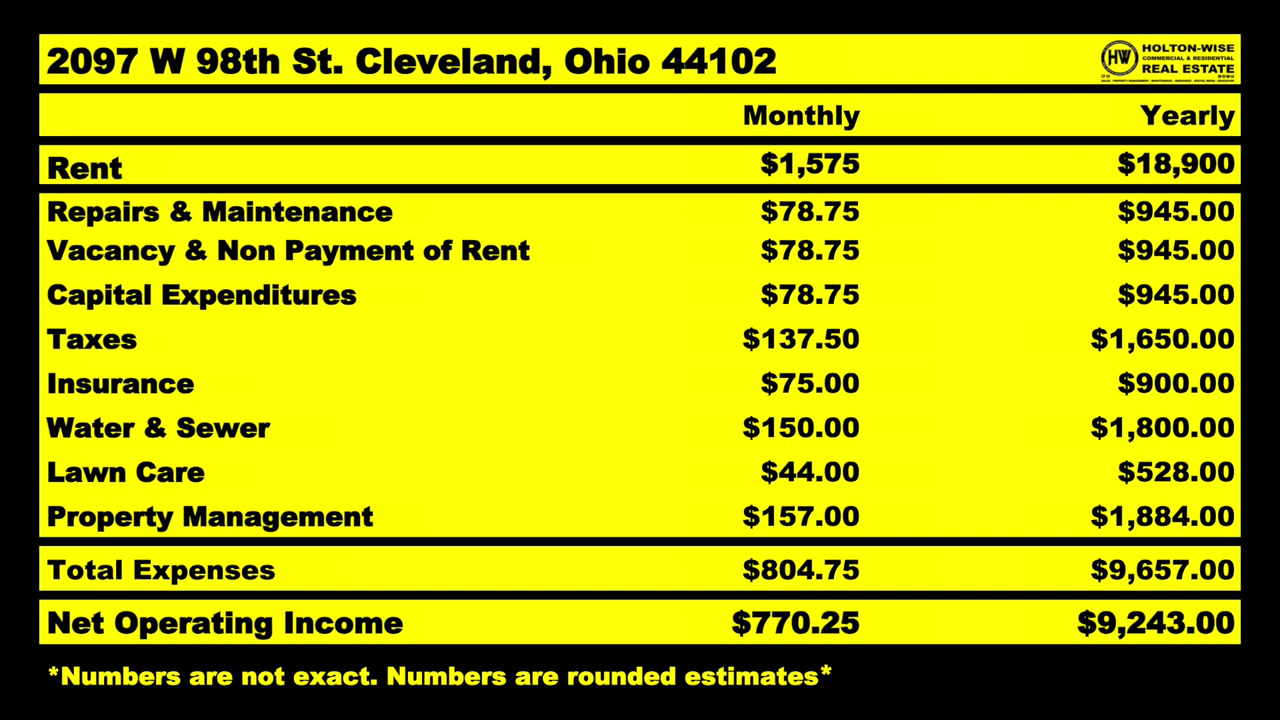 2097 W 98th St. Cleveland, Ohio 44102
HW HOLTON-WISE
COMMERCIAL & RESIDENTIAL
REAL ESTATE
Monthly Yearly
Rent $1,575 $18,900
Repairs & Maintenance $78.75 $945.00
Vacancy & Non Payment of Rent $78.75 $945.00
Capital Expenditures $78.75 $945.00
Taxes $137.50 $1,650.00
Insurance $75.00 $900.00
Water & Sewer $150.00 $1,800.00
Lawn Care $44.00 $528.00
Property Management $157.00 $1,884.00
Total Expenses $804.75 $9,657.00
Net Operating Income $770.25 $9,243.00
*Numbers are not exact. Numbers are rounded estimates*